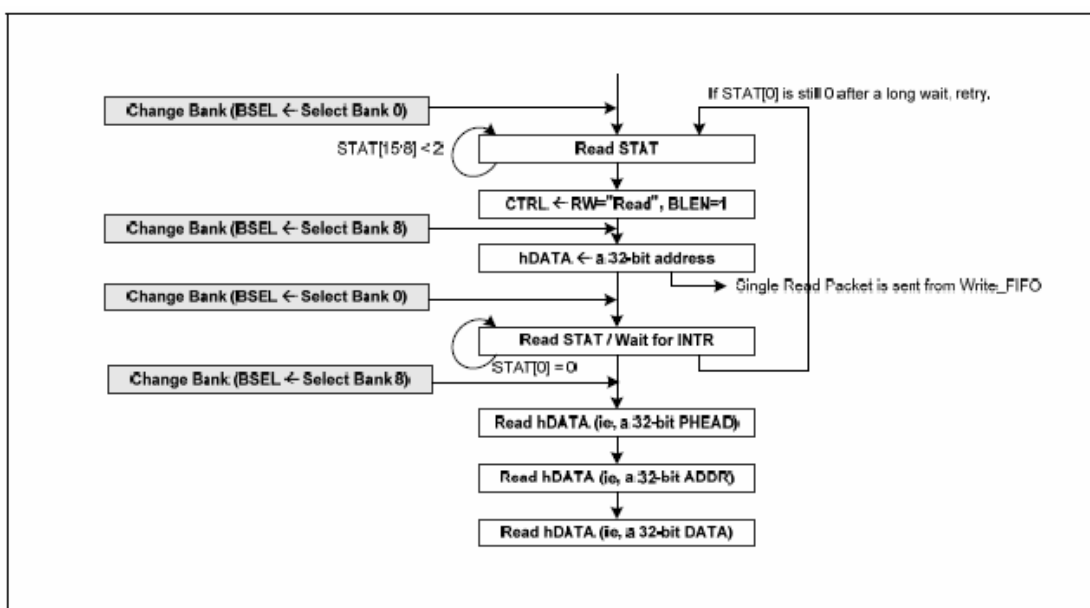 If STAT[0] is still 0 after a long wait, retry.
Change Bank (BSEL ← Select Bank 0)
STAT[15:8] < 2
Read STAT
CTRL ← RW="Read", BLEN=1
Change Bank (BSEL ← Select Bank 8)
hDATA ← a 32-bit address
Single Read Packet is sent from Write_FIFO
Change Bank (BSEL ← Select Bank 0)
Read STAT / Wait for INTR
STAT[0] = 0
Change Bank (BSEL ← Select Bank 8)
Read hDATA (ie, a 32-bit PHEAD)
Read hDATA (ie, a 32-bit ADDR)
Read hDATA (ie, a 32-bit DATA)